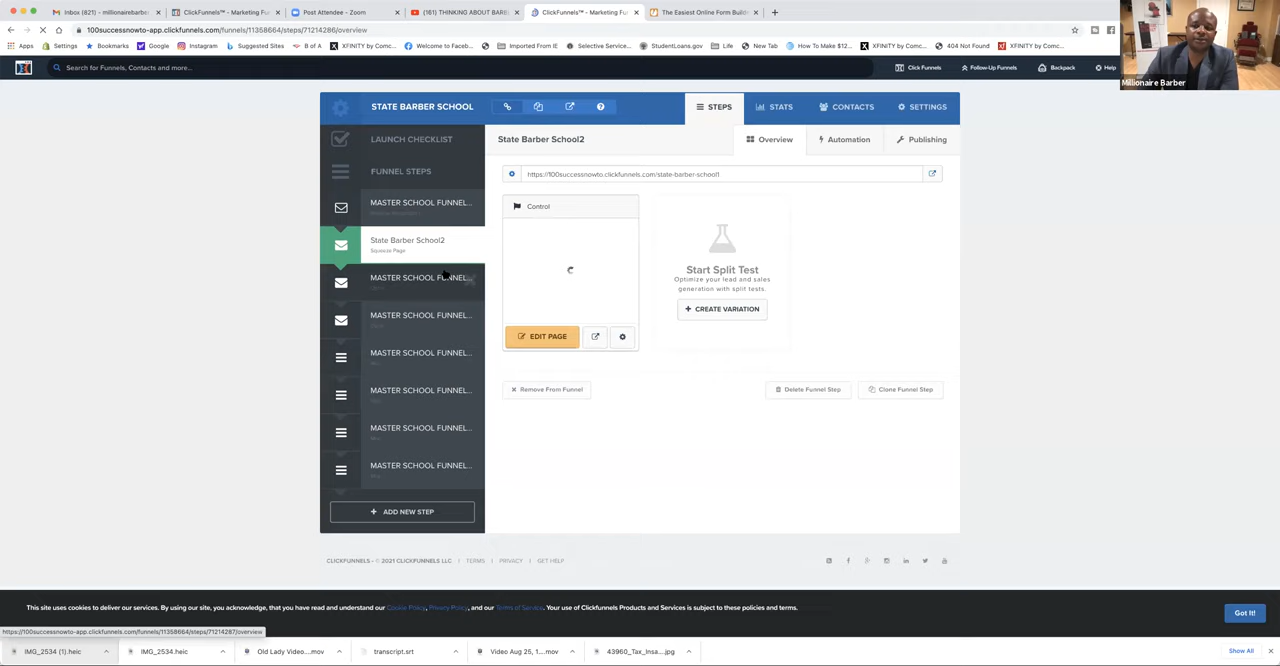 Inbox (821) - millionairebarbe
ClickFunnels™ - Marketing Fun
Post Attendee - Zoom
(161) THINKING ABOUT BARB
ClickFunnels™ - Marketing Fun
The Easiest Online Form Build
100successnowto-app.clickfunnels.com/funnels/11358664/steps/71214286/overview
Apps
Settings
Bookmarks
Google
Instagram
Suggested Sites
B of A
XFINITY by Comc...
Welcome to Faceb...
Imported From IE
Selective Service...
StudentLoans.gov
Life
New Tab
How To Make $12...
XFINITY by Comc...
404 Not Found
XFINITY by Comc...
Millionaire Barber
Search for Funnels, Contacts and more...
Click Funnels
Follow-Up Funnels
Backpack
Help
STATE BARBER SCHOOL
STEPS
STATS
CONTACTS
SETTINGS
LAUNCH CHECKLIST
State Barber School2
Overview
Automation
Publishing
FUNNEL STEPS
https://100successnowto.clickfunnels.com/state-barber-school1
MASTER SCHOOL FUNNEL...
Control
State Barber School2
Squeeze Page
MASTER SCHOOL FUNNEL...
Start Split Test
Optimize your lead and sales
generation with split tests.
CREATE VARIATION
MASTER SCHOOL FUNNEL...
EDIT PAGE
MASTER SCHOOL FUNNEL...
MASTER SCHOOL FUNNEL...
Remove From Funnel
Delete Funnel Step
Clone Funnel Step
MASTER SCHOOL FUNNEL...
MASTER SCHOOL FUNNEL...
ADD NEW STEP
CLICKFUNNELS - © 2021 CLICKFUNNELS LLC | TERMS | PRIVACY | GET HELP
This site uses cookies to deliver our services. By using our site, you acknowledge, that you have read and understand our Cookie Policy, Privacy Policy, and our Terms of Service. Your use of Clickfunnels Products and Services is subject to these policies and terms.
Got It!
https://100successnowto-app.clickfunnels.com/funnels/11358664/steps/71214287/overview
IMG_2534 (1).heic
IMG_2534.heic
Old Lady Video....mov
transcript.srt
Video Aug 25, 1....mov
43960_Tax_Insa....jpg
Show All